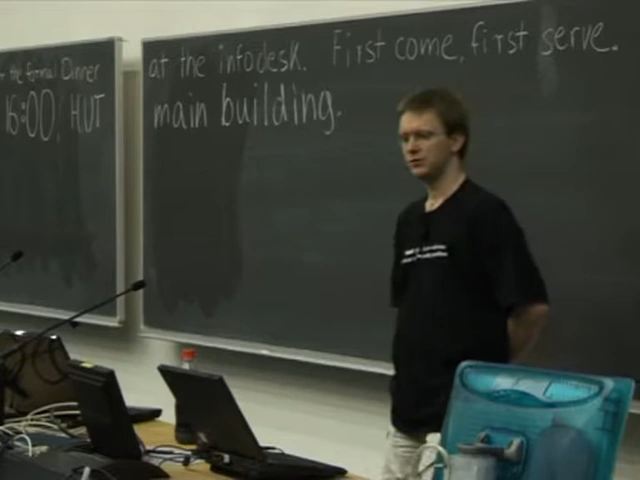 r the formal Dinner
16:00, HUT
at the infodesk. First come, first serve.
main building.